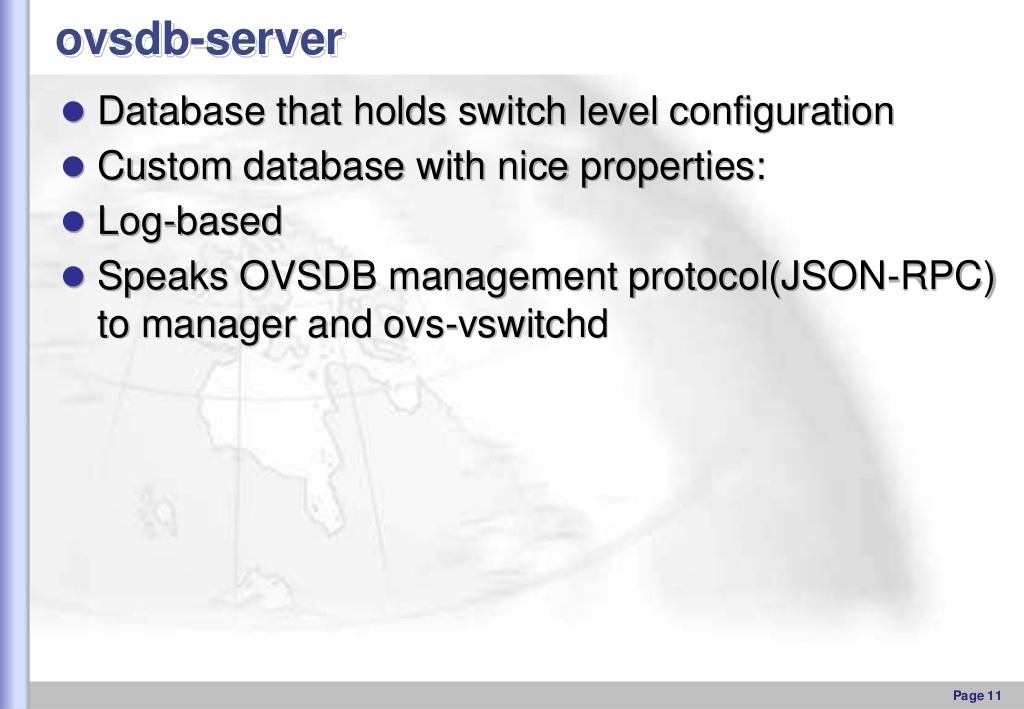 ovsdb-server
Database that holds switch level configuration
Custom database with nice properties:
Log-based
Speaks OVSDB management protocol(JSON-RPC)
to manager and ovs-vswitchd
Page 11